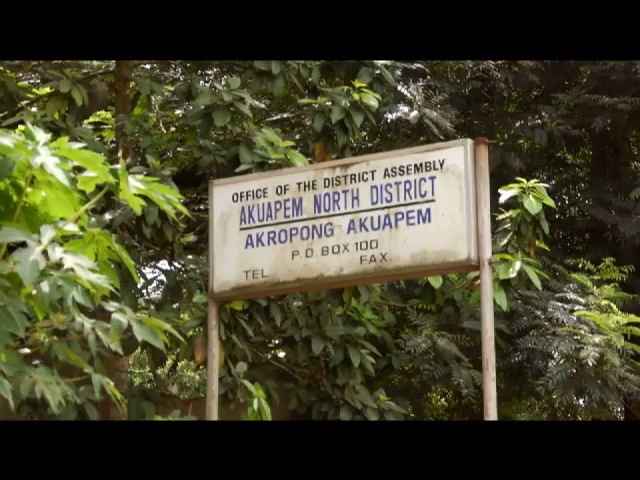 OFFICE OF THE DISTRICT ASSEMBLY
AKUAPEM NORTH DISTRICT
AKROPONG AKUAPEM
P.O. BOX 100
TEL. FAX.